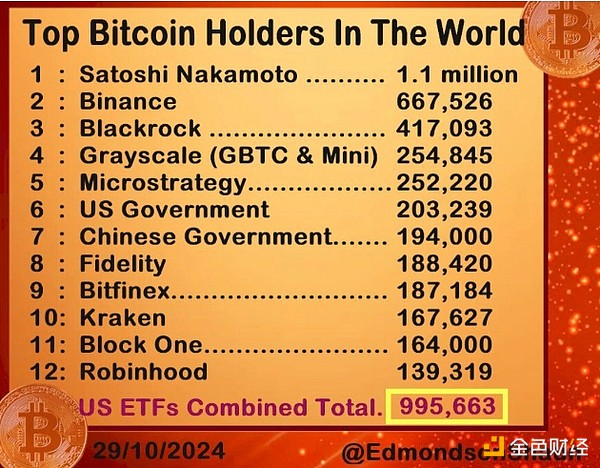 Top Bitcoin Holders In The World
1 : Satoshi Nakamoto .......... 1.1 million
2 : Binance 667,526
3 : Blackrock ...................... 417,093
4 : Grayscale (GBTC & Mini) 254,845
5 : Microstrategy.................. 252,220
6 : US Government 203,239
7 : Chinese Government....... 194,000
8 : Fidelity 188,420
9 : Bitfinex........................... 187,184
10: Kraken 167,627
11: Block One....................... 164,000
12: Robinhood 139,319
US ETFs Combined Total. 995,663
29/10/2024
金色财经